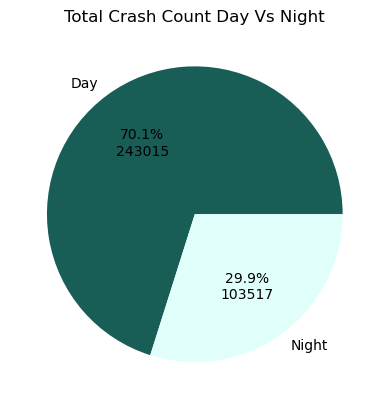 Total Crash Count Day Vs Night
Day
70.1%
243015
29.9%
103517
Night